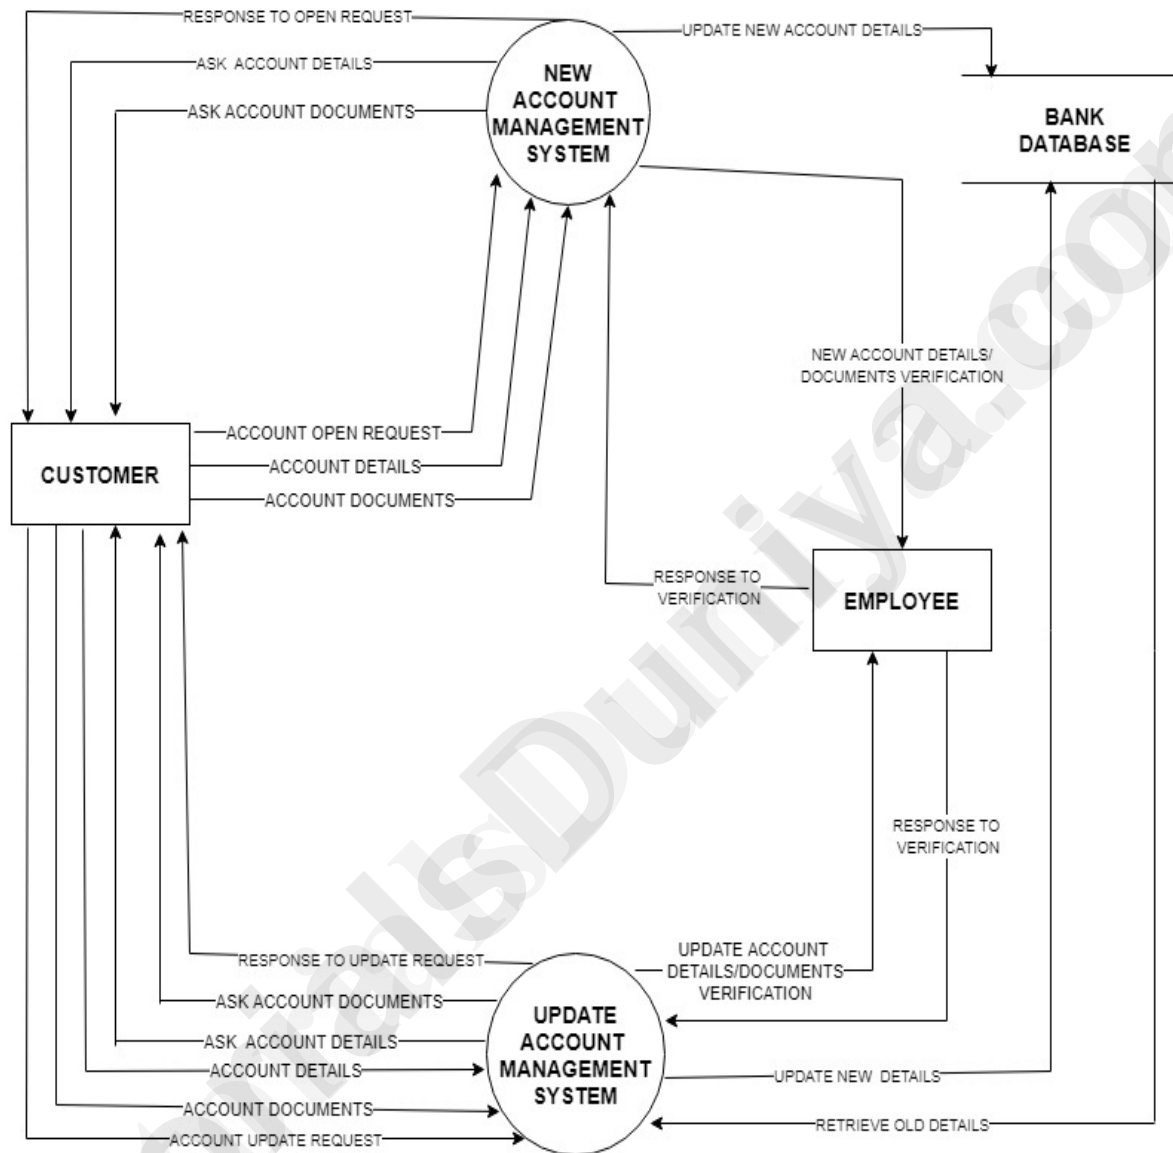 RESPONSE TO OPEN REQUEST
UPDATE NEW ACCOUNT DETAILS
ASK ACCOUNT DETAILS
ASK ACCOUNT DOCUMENTS
NEW
ACCOUNT
MANAGEMENT
SYSTEM
BANK
DATABASE
NEW ACCOUNT DETAILS/
DOCUMENTS VERIFICATION
CUSTOMER
ACCOUNT OPEN REQUEST
ACCOUNT DETAILS
ACCOUNT DOCUMENTS
RESPONSE TO
VERIFICATION
EMPLOYEE
RESPONSE TO
VERIFICATION
UPDATE ACCOUNT
DETAILS/DOCUMENTS
VERIFICATION
RESPONSE TO UPDATE REQUEST
ASK ACCOUNT DOCUMENTS
ASK ACCOUNT DETAILS
ACCOUNT DETAILS
ACCOUNT DOCUMENTS
ACCOUNT UPDATE REQUEST
UPDATE
ACCOUNT
MANAGEMENT
SYSTEM
UPDATE NEW DETAILS
RETRIEVE OLD DETAILS
orialsDuniya.com